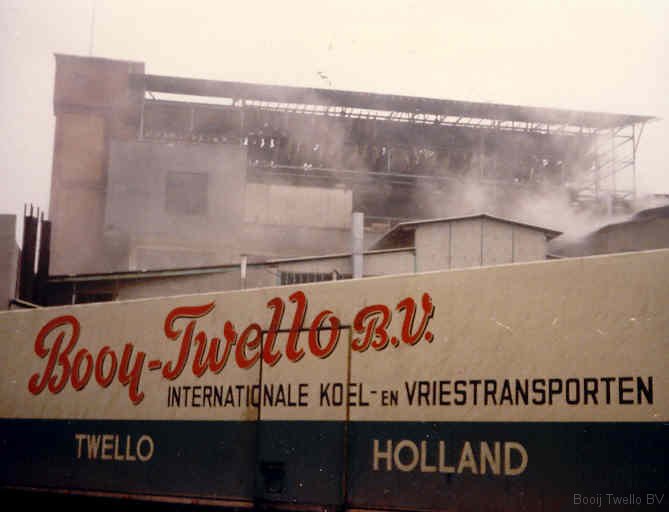 Booy-Twello B.V.
INTERNATIONALE KOEL- EN VRIESTRANSPORTEN
TWELLO HOLLAND
Booij Twello BV